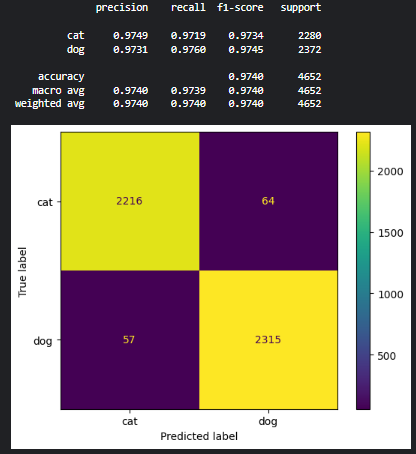 precision recall f1-score support
cat 0.9749 0.9719 0.9734 2280
dog 0.9731 0.9760 0.9745 2372
accuracy 0.9740 4652
macro avg 0.9740 0.9739 0.9740 4652
weighted avg 0.9740 0.9740 0.9740 4652
True label
cat
2216
64
dog
57
2315
cat
dog
Predicted label
2000
1500
1000
500